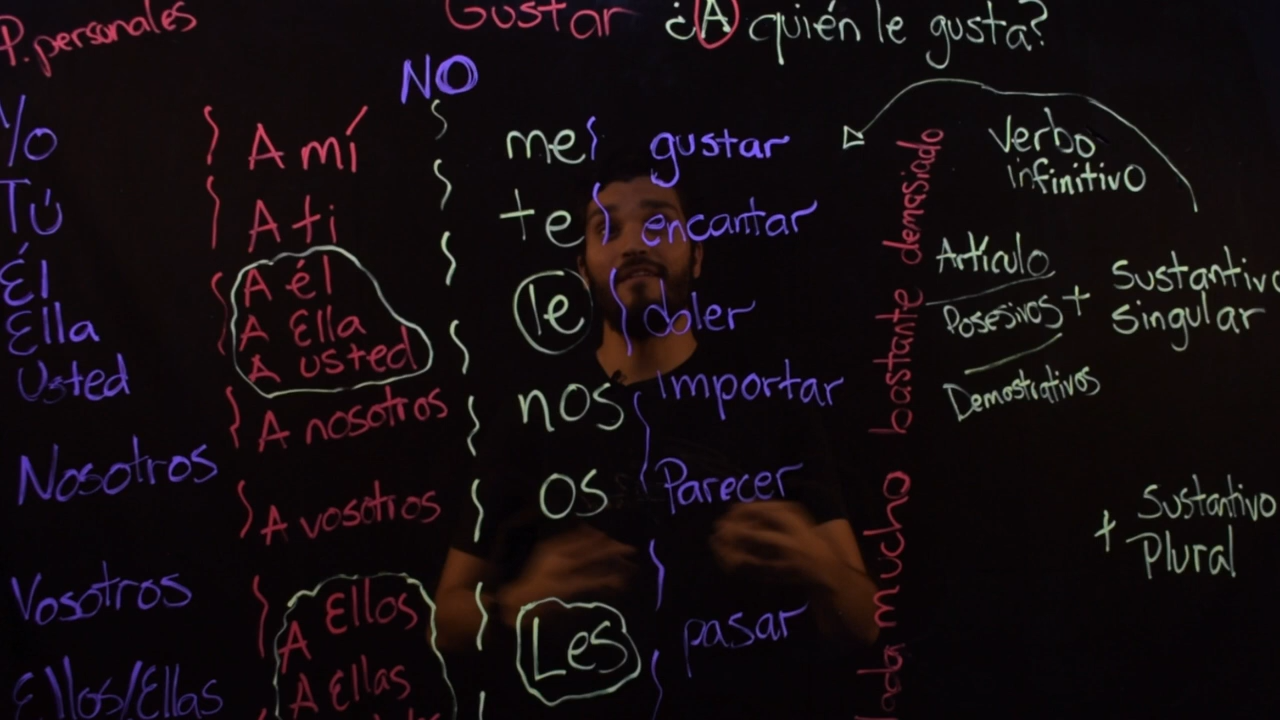 P. personales
Gustar
¿A quién le gusta?
NO
Yo
Tú
Él
Ella
Usted
Nosotros
Vosotros
Ellos/Ellas
A mí
A ti
A él
A Ella
A usted
A nosotros
A vosotros
A Ellos
A Ellas
me
te
le
nos
os
Les
gustar
encantar
doler
importar
Parecer
pasar
mucho bastante demasiado
Verbo
infinitivo
Artículo
Posesivos +
Demostrativos
Sustantivo
singular
+ Sustantivo
Plural